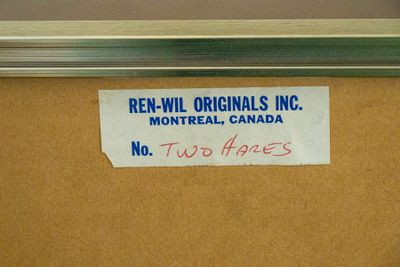 REN-WIL ORIGINALS INC.
MONTREAL, CANADA
No. TWO HARES